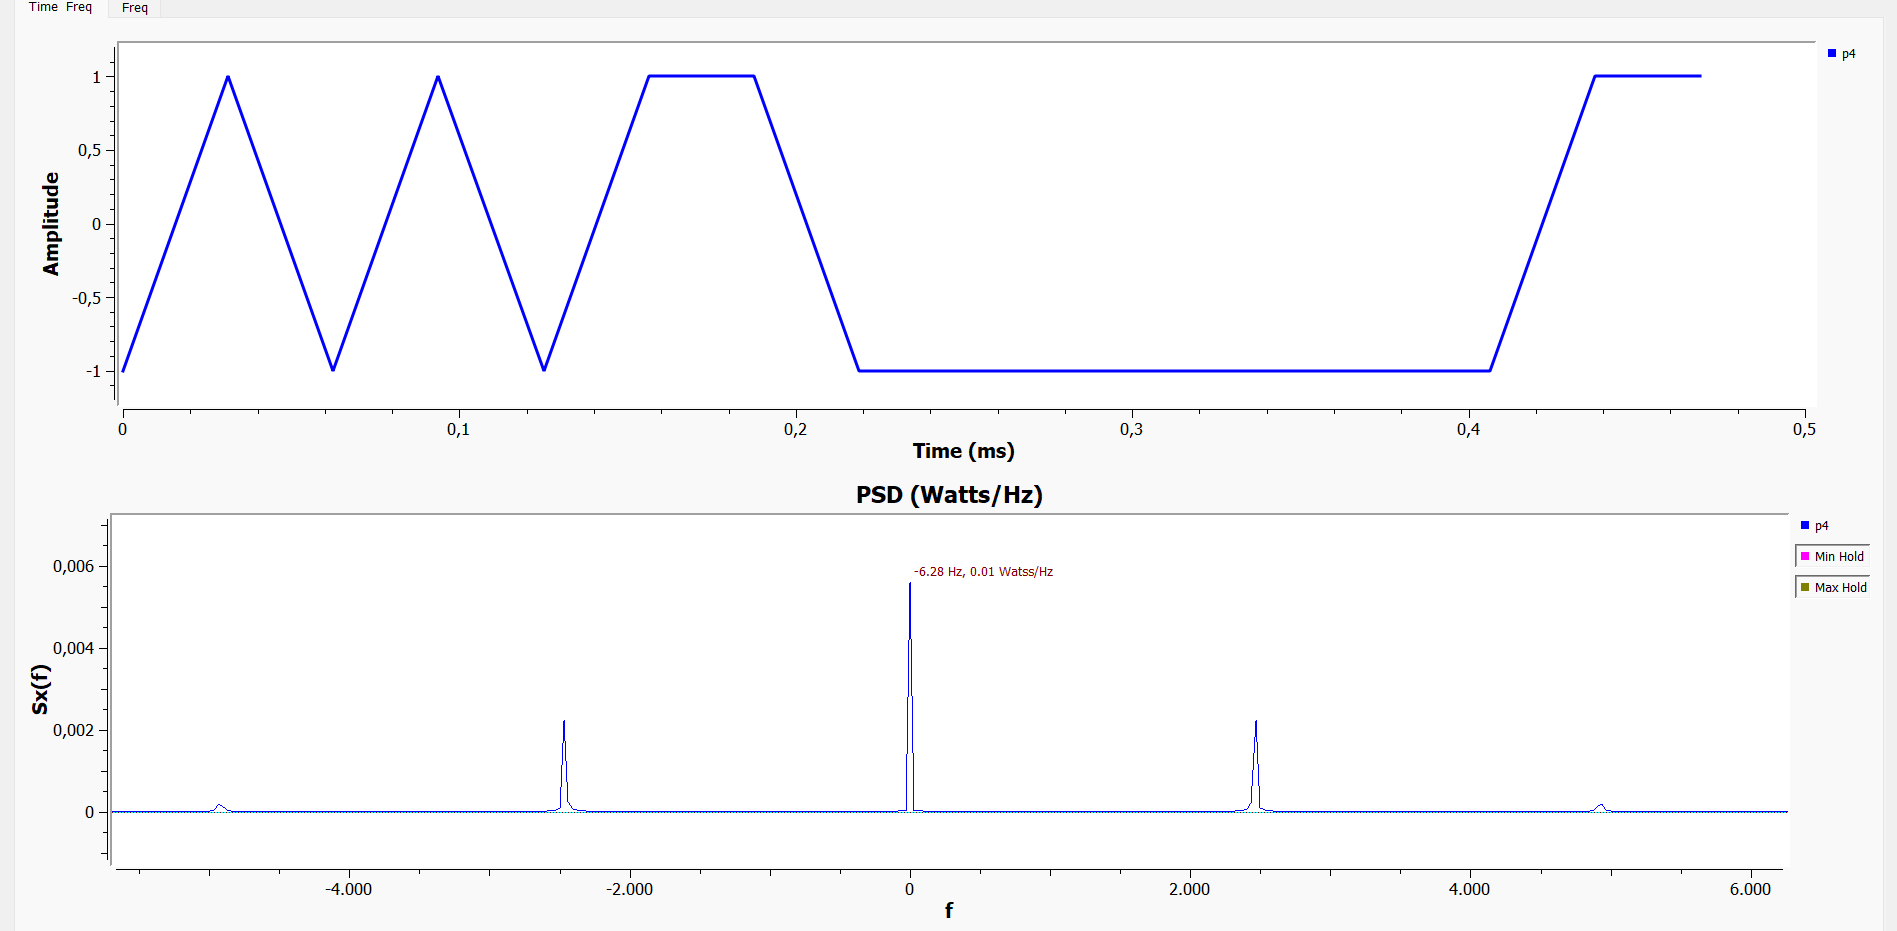 Time Freq Freq
p4
1
0,5
0
-0,5
-1
Amplitude
0 0,1 0,2 0,3 0,4 0,5
Time (ms)
PSD (Watts/Hz)
p4
Min Hold
Max Hold
-6.28 Hz, 0.01 Watss/Hz
0,006
0,004
0,002
0
Sx(f)
-4.000 -2.000 0 2.000 4.000 6.000
f